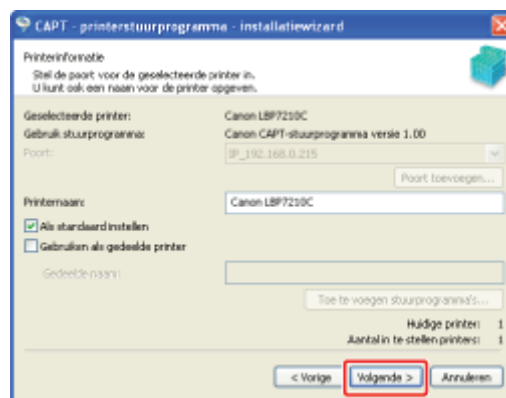 CAPT - printerstuurprogramma - installatiewizard
Printerinformatie
Stel de poort voor de geselecteerde printer in.
U kunt ook een naam voor de printer opgeven.
Geselecteerde printer: Canon LBP7210C
Gebruik stuurprogramma: Canon CAPT-stuurprogramma versie 1.00
Poort: IP_192.168.0.215
Poort toevoegen...
Printernaam: Canon LBP7210C
Als standaard instellen
Gebruiken als gedeelde printer
Gedeelde naam:
Toe te voegen stuurprogramma's...
Huidige printer: 1
Aantal in te stellen printers: 1
< Vorige Volgende > Annuleren